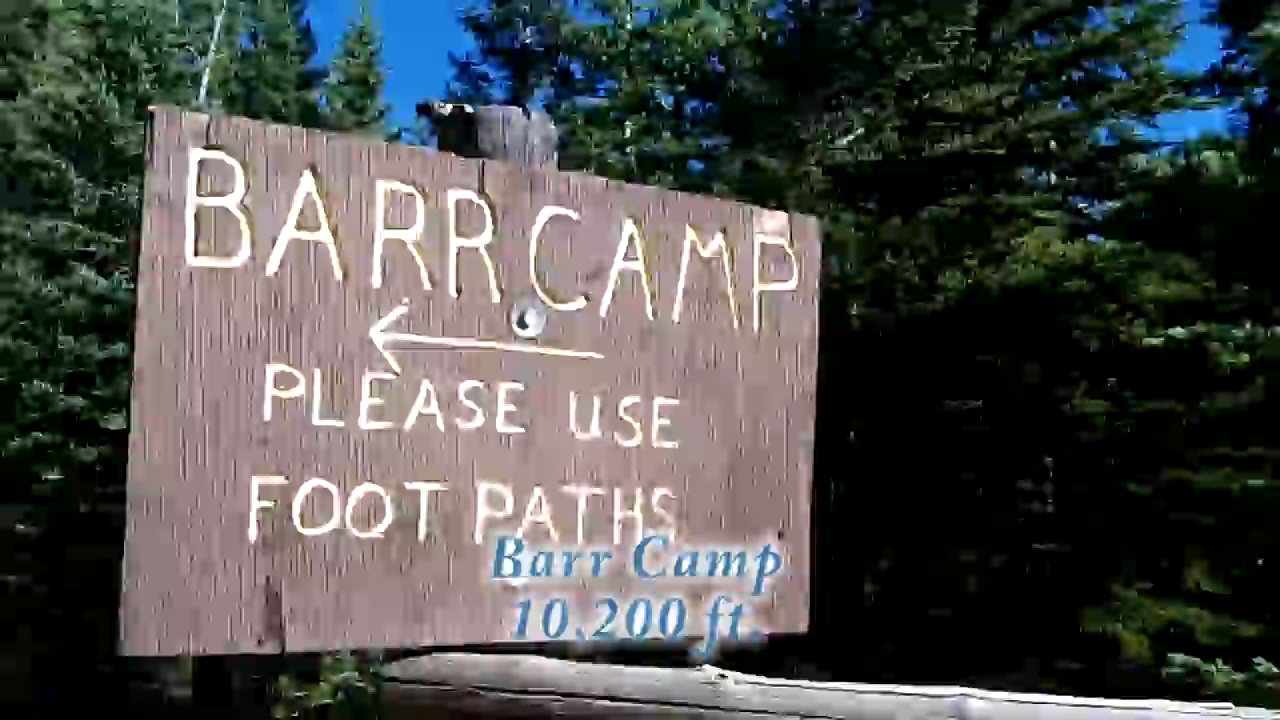 BARR CAMP
PLEASE USE
FOOT PATHS
Barr Camp
10,200 ft.